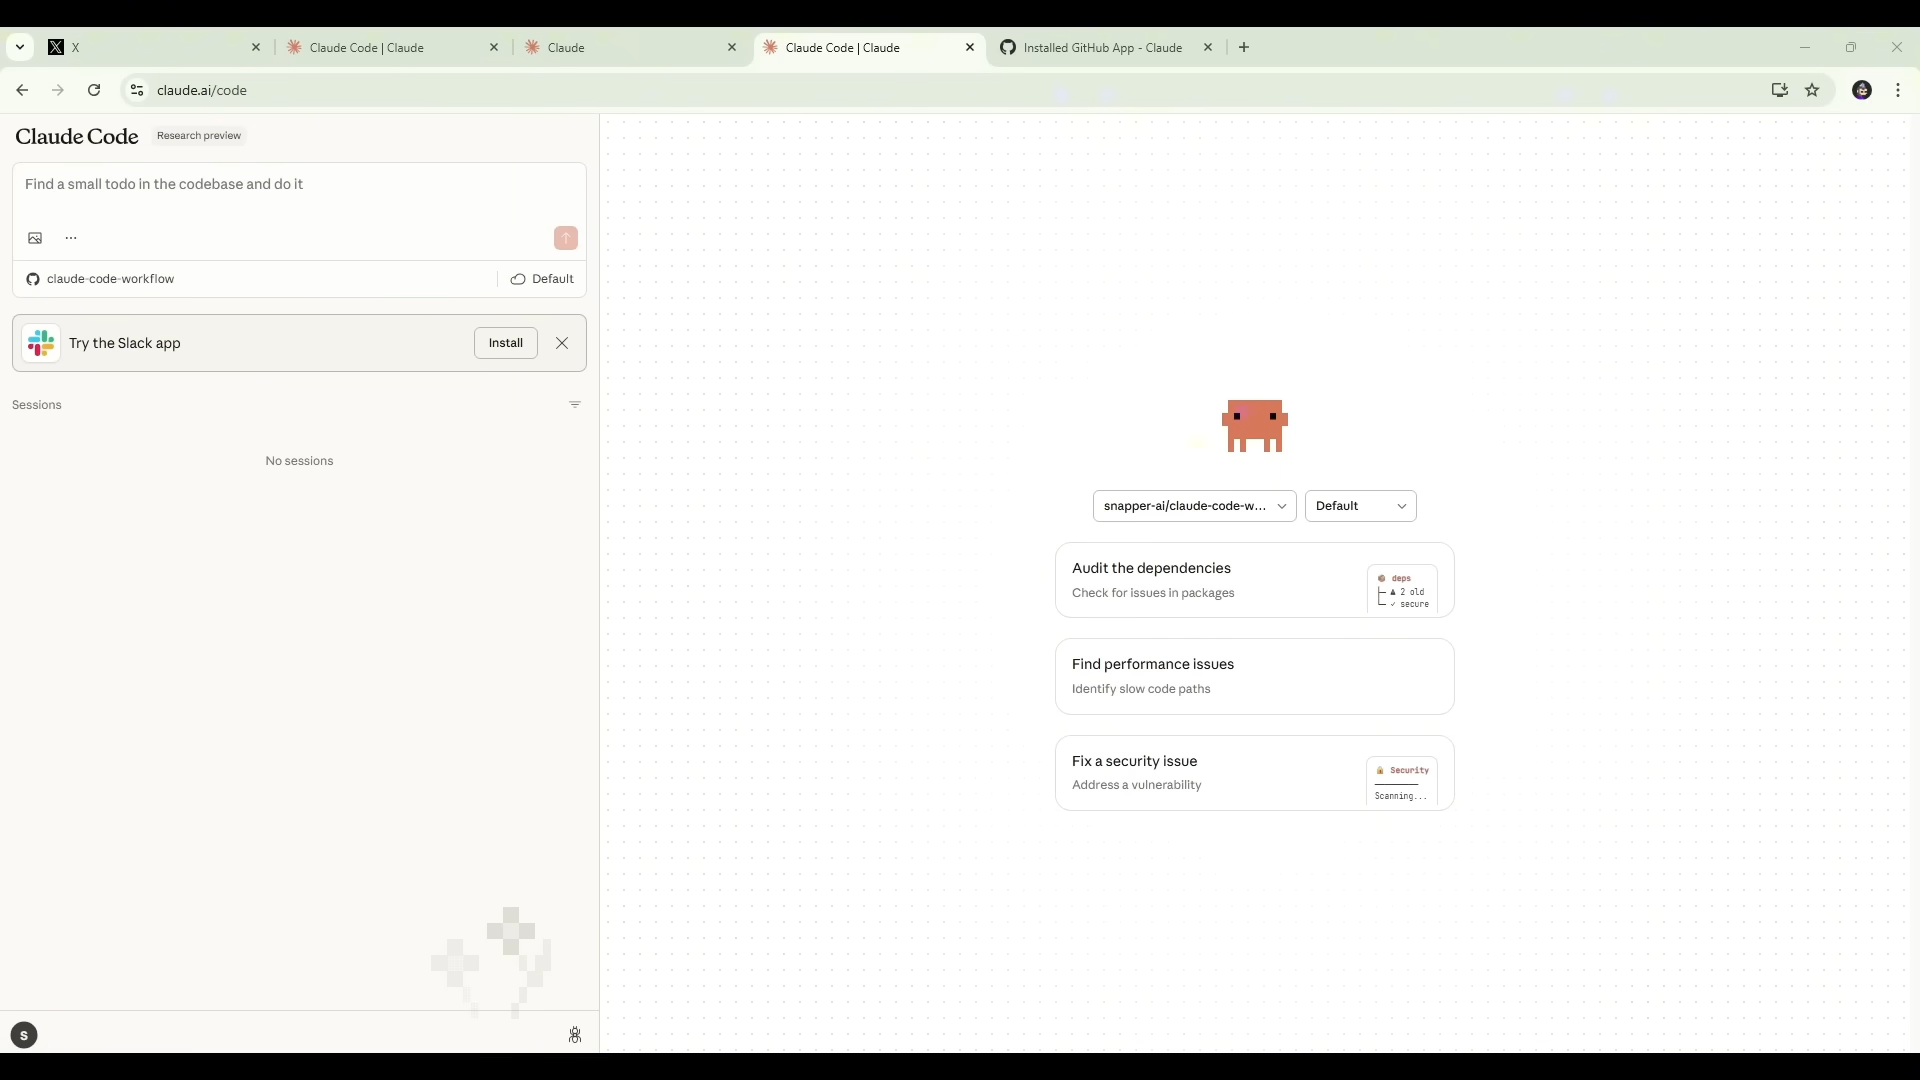 X
Claude Code | Claude
Claude
Claude Code | Claude
Installed GitHub App - Claude
claude.ai/code
Claude Code
Research preview
Find a small todo in the codebase and do it
claude-code-workflow
Default
Try the Slack app
Install
Sessions
No sessions
snapper-ai/claude-code-w...
Default
Audit the dependencies
Check for issues in packages
deps
2 old
✓ secure
Find performance issues
Identify slow code paths
Fix a security issue
Address a vulnerability
Security
Scanning...
S